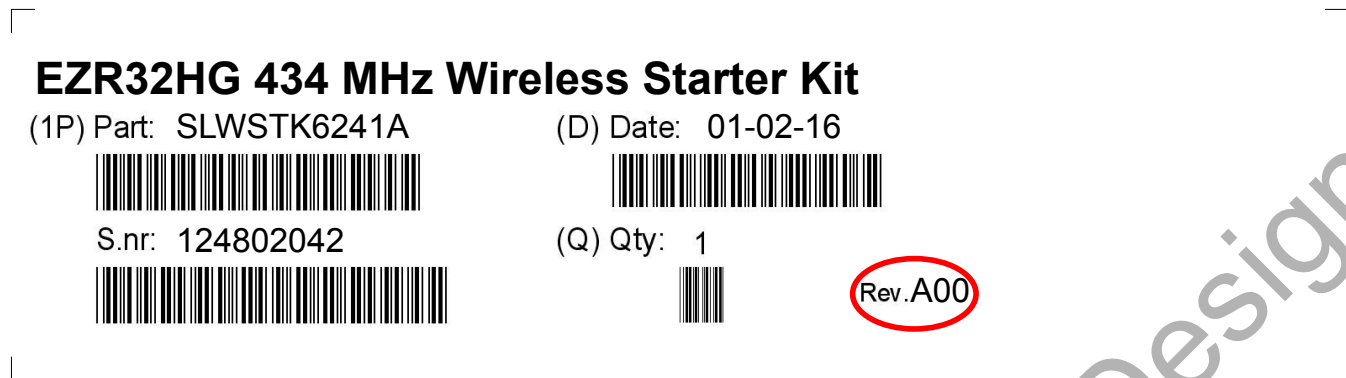 EZR32HG 434 MHz Wireless Starter Kit
(1P) Part: SLWSTK6241A
(D) Date: 01-02-16
S.nr: 124802042
(Q) Qty: 1
Rev.A00
Design